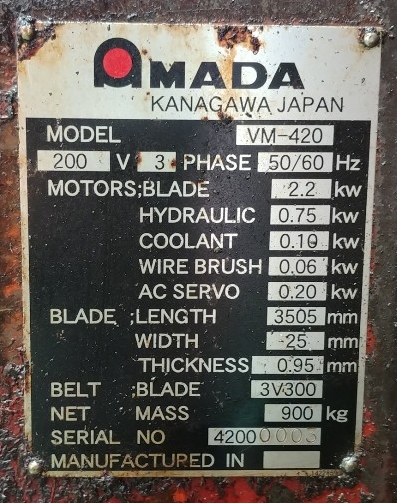 AMADA
KANAGAWA JAPAN
MODEL VM-420
200 V 3 PHASE 50/60 Hz
MOTORS;BLADE 2.2 kw
HYDRAULIC 0.75 kw
COOLANT 0.10 kw
WIRE BRUSH 0.06 kw
AC SERVO 0.20 kw
BLADE ;LENGTH 3505 mm
WIDTH 25 mm
THICKNESS 0.95 mm
BELT ;BLADE 3V300
NET MASS 900 kg
SERIAL NO 42000003
MANUFACTURED IN